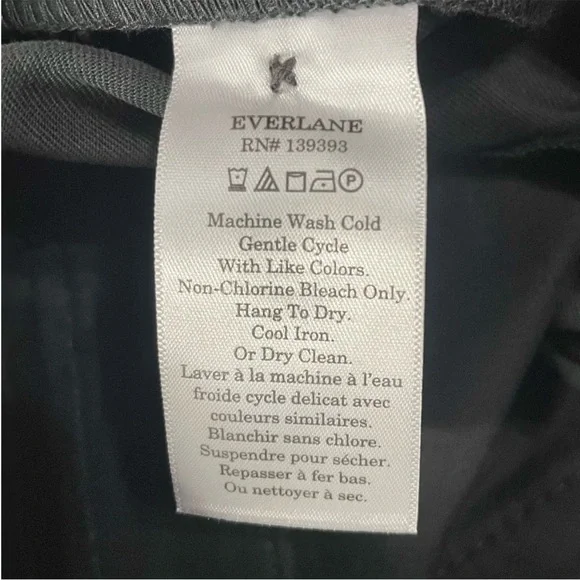 EVERLANE
RN# 139393
P
Machine Wash Cold
Gentle Cycle
With Like Colors.
Non-Chlorine Bleach Only.
Hang To Dry.
Cool Iron.
Or Dry Clean.
Laver à la machine à l'eau
froide cycle delicat avec
couleurs similaires.
Blanchir sans chlore.
Suspendre pour sécher.
Repasser à fer bas.
Ou nettoyer à sec.